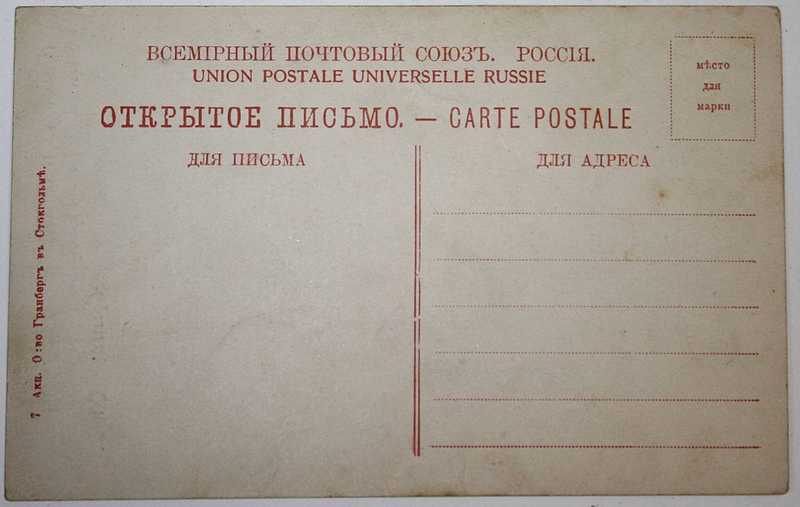 ВСЕМІРНЫЙ ПОЧТОВЫЙ СОЮЗЪ. РОССІЯ.
UNION POSTALE UNIVERSELLE RUSSIE
мѣсто
для
марки
ОТКРЫТОЕ ПИСЬМО. — CARTE POSTALE
ДЛЯ ПИСЬМА
ДЛЯ АДРЕСА
7 Акц. О:во Гранбергъ въ Стокгольмѣ.